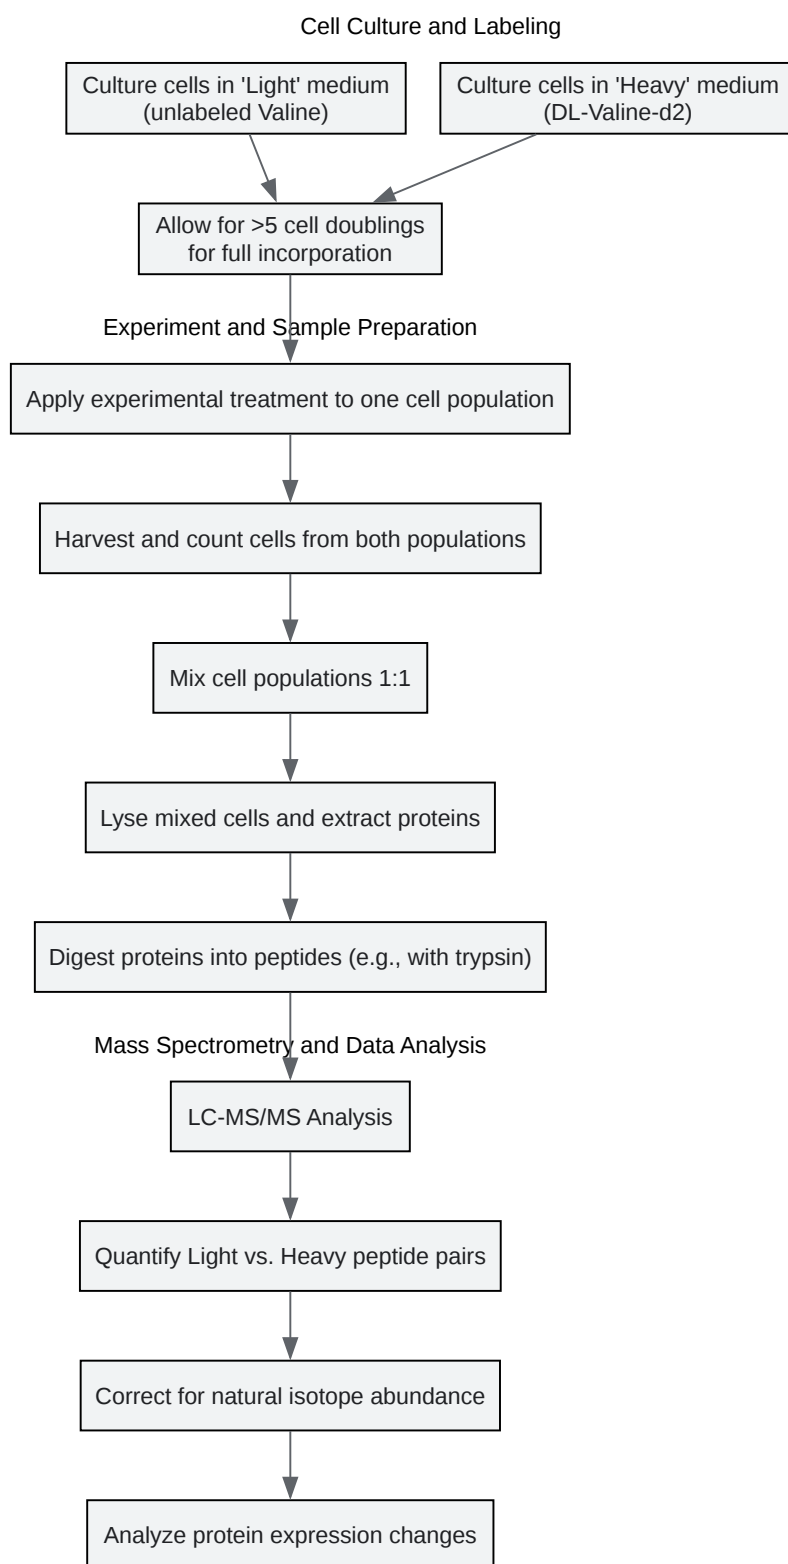 Cell Culture and Labeling
Culture cells in 'Light' medium
(unlabeled Valine)
Culture cells in 'Heavy' medium
(DL-Valine-d2)
Allow for >5 cell doublings
for full incorporation
Experiment and Sample Preparation
Apply experimental treatment to one cell population
Harvest and count cells from both populations
Mix cell populations 1:1
Lyse mixed cells and extract proteins
Digest proteins into peptides (e.g., with trypsin)
Mass Spectrometry and Data Analysis
LC-MS/MS Analysis
Quantify Light vs. Heavy peptide pairs
Correct for natural isotope abundance
Analyze protein expression changes